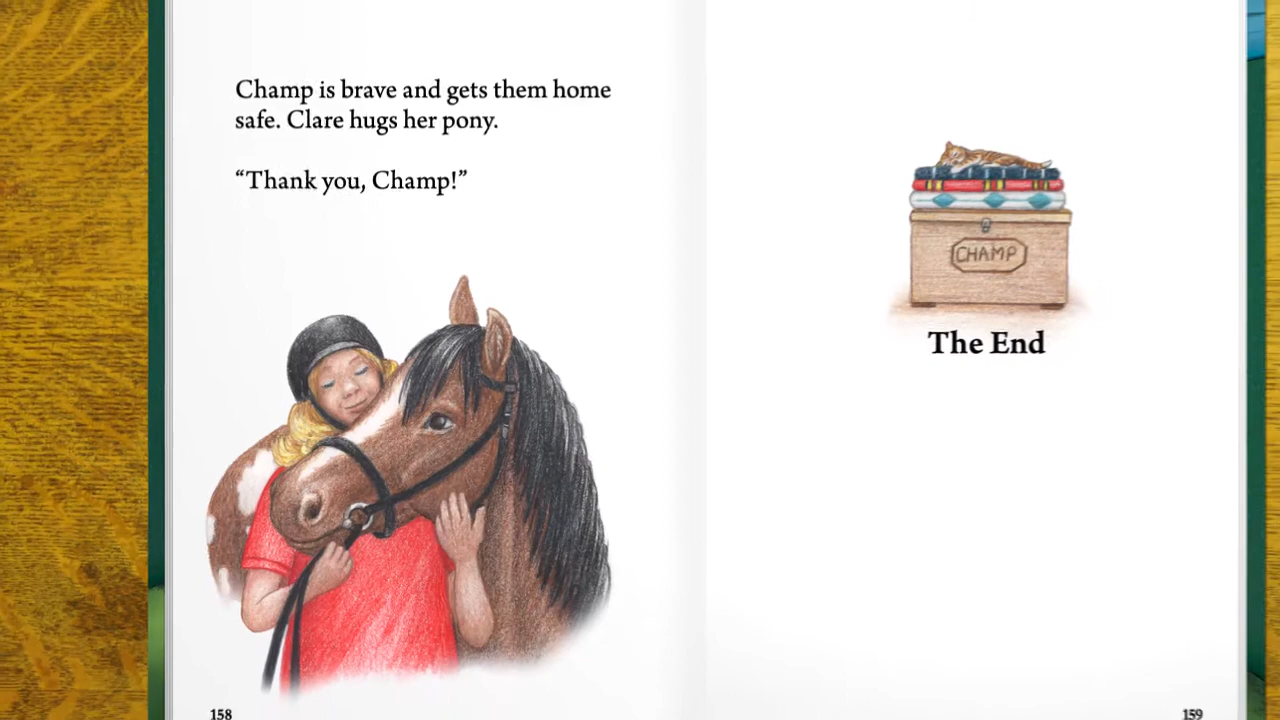 Champ is brave and gets them home
safe. Clare hugs her pony.
“Thank you, Champ!”
158
CHAMP
The End
159